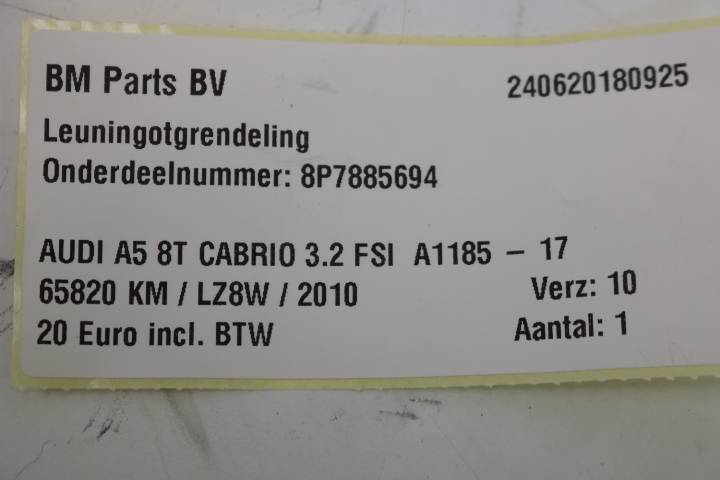 BM Parts BV 240620180925
Leuningotgrendeling
Onderdeelnummer: 8P7885694
AUDI A5 8T CABRIO 3.2 FSI A1185 – 17
65820 KM / LZ8W / 2010 Verz: 10
20 Euro incl. BTW Aantal: 1